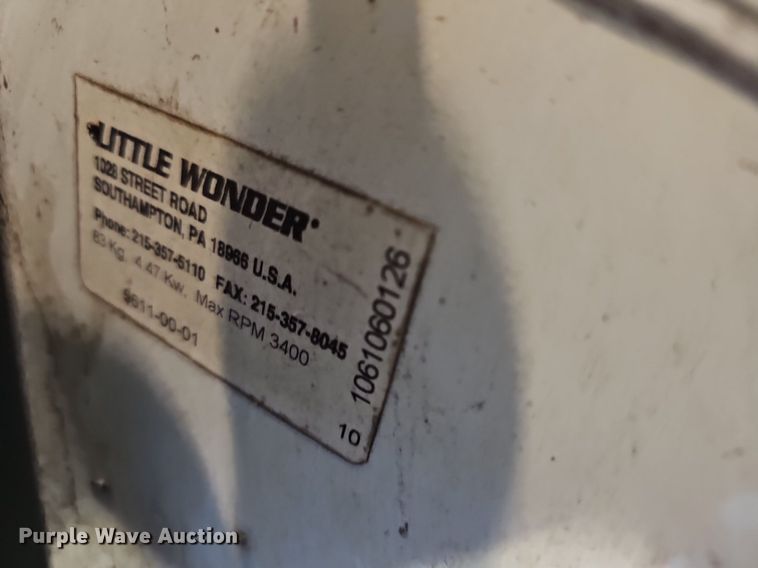 LITTLE WONDER®
1028 STREET ROAD
SOUTHAMPTON, PA 18966 U.S.A.
Phone: 215-357-5110 FAX: 215-357-8045
63 Kg. 4.47 Kw. Max RPM 3400
9611-00-01
1061060126
10
Purple Wave Auction®